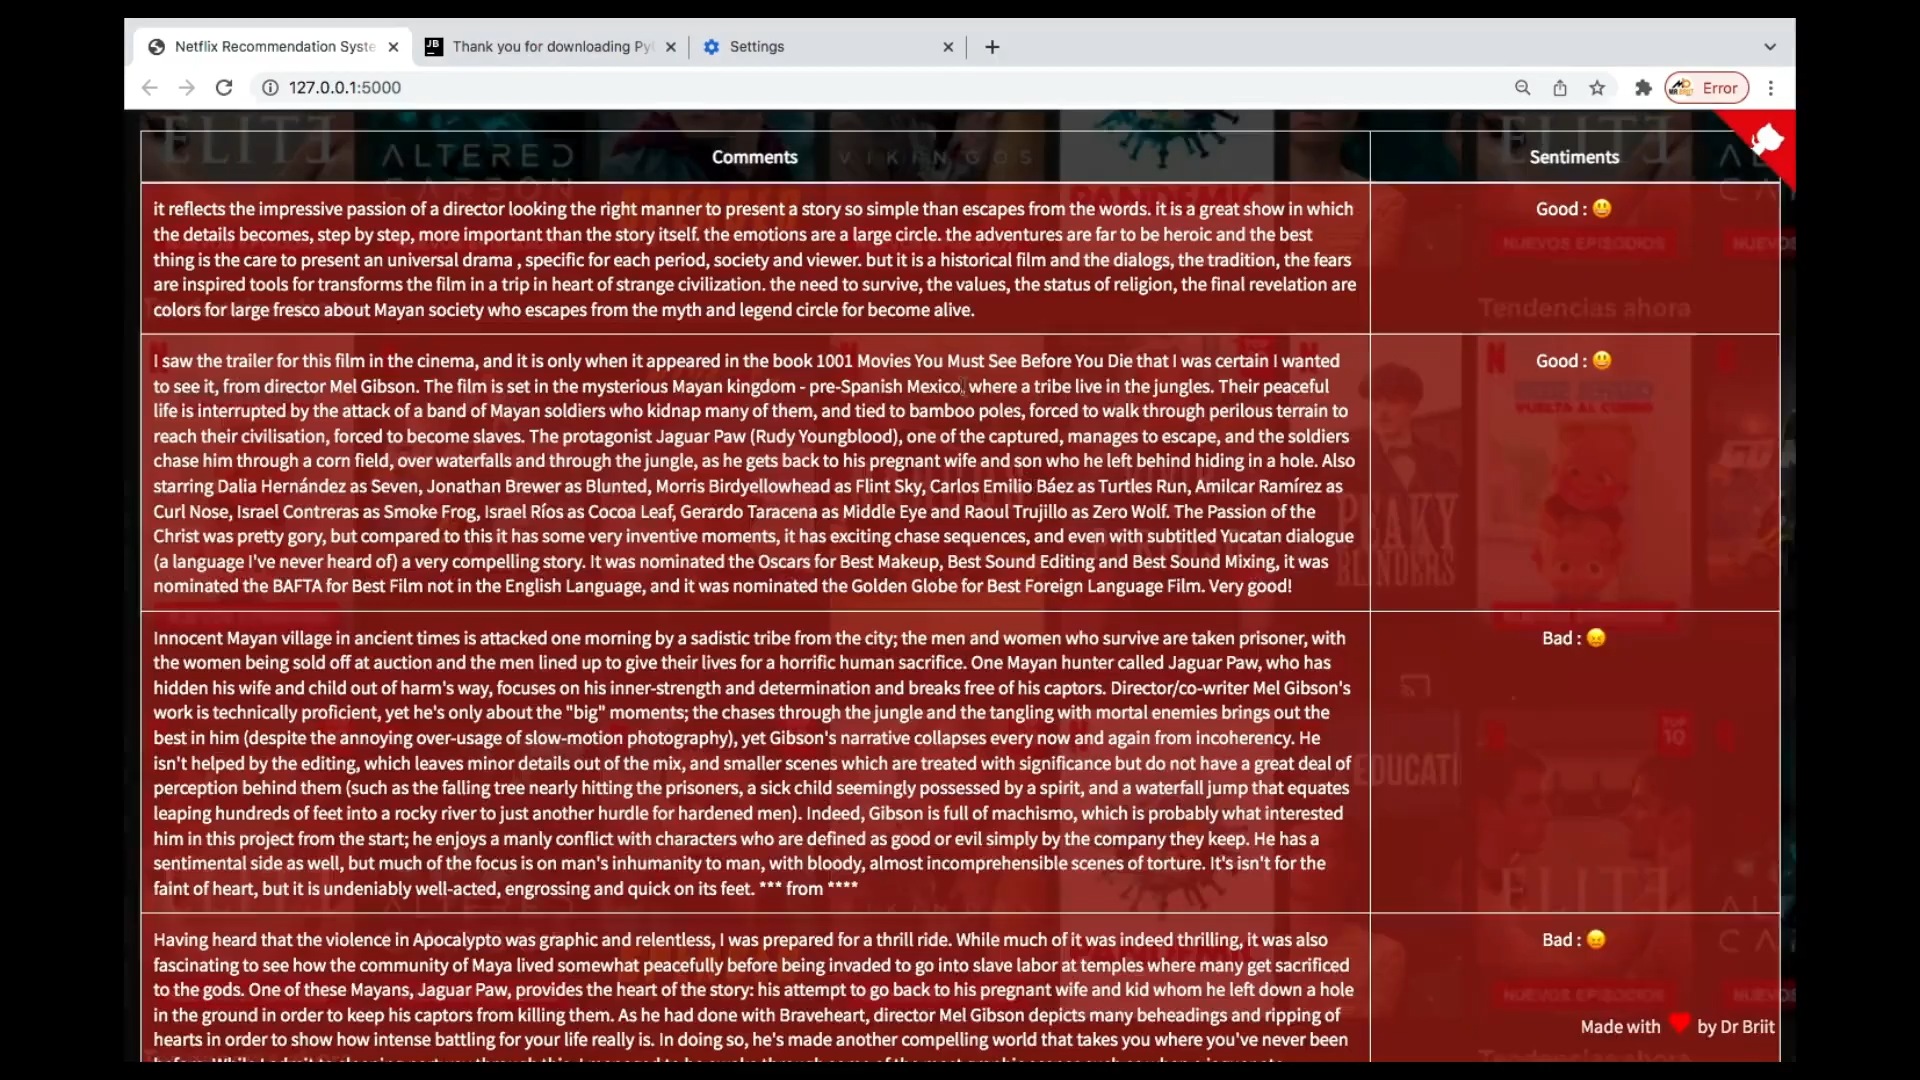 Netflix Recommendation Syste
Thank you for downloading Py
Settings
127.0.0.1:5000
Error
Comments
Sentiments
it reflects the impressive passion of a director looking the right manner to present a story so simple than escapes from the words. it is a great show in which
the details becomes, step by step, more important than the story itself. the emotions are a large circle. the adventures are far to be heroic and the best
thing is the care to present an universal drama , specific for each period, society and viewer. but it is a historical film and the dialogs, the tradition, the fears
are inspired tools for transforms the film in a trip in heart of strange civilization. the need to survive, the values, the status of religion, the final revelation are
colors for large fresco about Mayan society who escapes from the myth and legend circle for become alive.
Good : 😃
I saw the trailer for this film in the cinema, and it is only when it appeared in the book 1001 Movies You Must See Before You Die that I was certain I wanted
to see it, from director Mel Gibson. The film is set in the mysterious Mayan kingdom - pre-Spanish Mexico, where a tribe live in the jungles. Their peaceful
life is interrupted by the attack of a band of Mayan soldiers who kidnap many of them, and tied to bamboo poles, forced to walk through perilous terrain to
reach their civilisation, forced to become slaves. The protagonist Jaguar Paw (Rudy Youngblood), one of the captured, manages to escape, and the soldiers
chase him through a corn field, over waterfalls and through the jungle, as he gets back to his pregnant wife and son who he left behind hiding in a hole. Also
starring Dalia Hernández as Seven, Jonathan Brewer as Blunted, Morris Birdyellowhead as Flint Sky, Carlos Emilio Báez as Turtles Run, Amilcar Ramírez as
Curl Nose, Israel Contreras as Smoke Frog, Israel Ríos as Cocoa Leaf, Gerardo Taracena as Middle Eye and Raoul Trujillo as Zero Wolf. The Passion of the
Christ was pretty gory, but compared to this it has some very inventive moments, it has exciting chase sequences, and even with subtitled Yucatan dialogue
(a language I've never heard of) a very compelling story. It was nominated the Oscars for Best Makeup, Best Sound Editing and Best Sound Mixing, it was
nominated the BAFTA for Best Film not in the English Language, and it was nominated the Golden Globe for Best Foreign Language Film. Very good!
Good : 😃
Innocent Mayan village in ancient times is attacked one morning by a sadistic tribe from the city; the men and women who survive are taken prisoner, with
the women being sold off at auction and the men lined up to give their lives for a horrific human sacrifice. One Mayan hunter called Jaguar Paw, who has
hidden his wife and child out of harm's way, focuses on his inner-strength and determination and breaks free of his captors. Director/co-writer Mel Gibson's
work is technically proficient, yet he's only about the "big" moments; the chases through the jungle and the tangling with mortal enemies brings out the
best in him (despite the annoying over-usage of slow-motion photography), yet Gibson's narrative collapses every now and again from incoherency. He
isn't helped by the editing, which leaves minor details out of the mix, and smaller scenes which are treated with significance but do not have a great deal of
perception behind them (such as the falling tree nearly hitting the prisoners, a sick child seemingly possessed by a spirit, and a waterfall jump that equates
leaping hundreds of feet into a rocky river to just another hurdle for hardened men). Indeed, Gibson is full of machismo, which is probably what interested
him in this project from the start; he enjoys a manly conflict with characters who are defined as good or evil simply by the company they keep. He has a
sentimental side as well, but much of the focus is on man's inhumanity to man, with bloody, almost incomprehensible scenes of torture. It's isn't for the
faint of heart, but it is undeniably well-acted, engrossing and quick on its feet. *** from ****
Bad : 😠
Having heard that the violence in Apocalypto was graphic and relentless, I was prepared for a thrill ride. While much of it was indeed thrilling, it was also
fascinating to see how the community of Maya lived somewhat peacefully before being invaded to go into slave labor at temples where many get sacrificed
to the gods. One of these Mayans, Jaguar Paw, provides the heart of the story: his attempt to go back to his pregnant wife and kid whom he left down a hole
in the ground in order to keep his captors from killing them. As he had done with Braveheart, director Mel Gibson depicts many beheadings and ripping of
hearts in order to show how intense battling for your life really is. In doing so, he's made another compelling world that takes you where you've never been
Bad : 😠
Made with ❤ by Dr Briit
ELITE
ALTERED
CARBON
VIKINGOS
PANDEMIC
NUEVOS EPISODIOS
Tendencias ahora
PEAKY
BLINDERS
TOP
10
ELITE
NUEVOS EPISODIOS